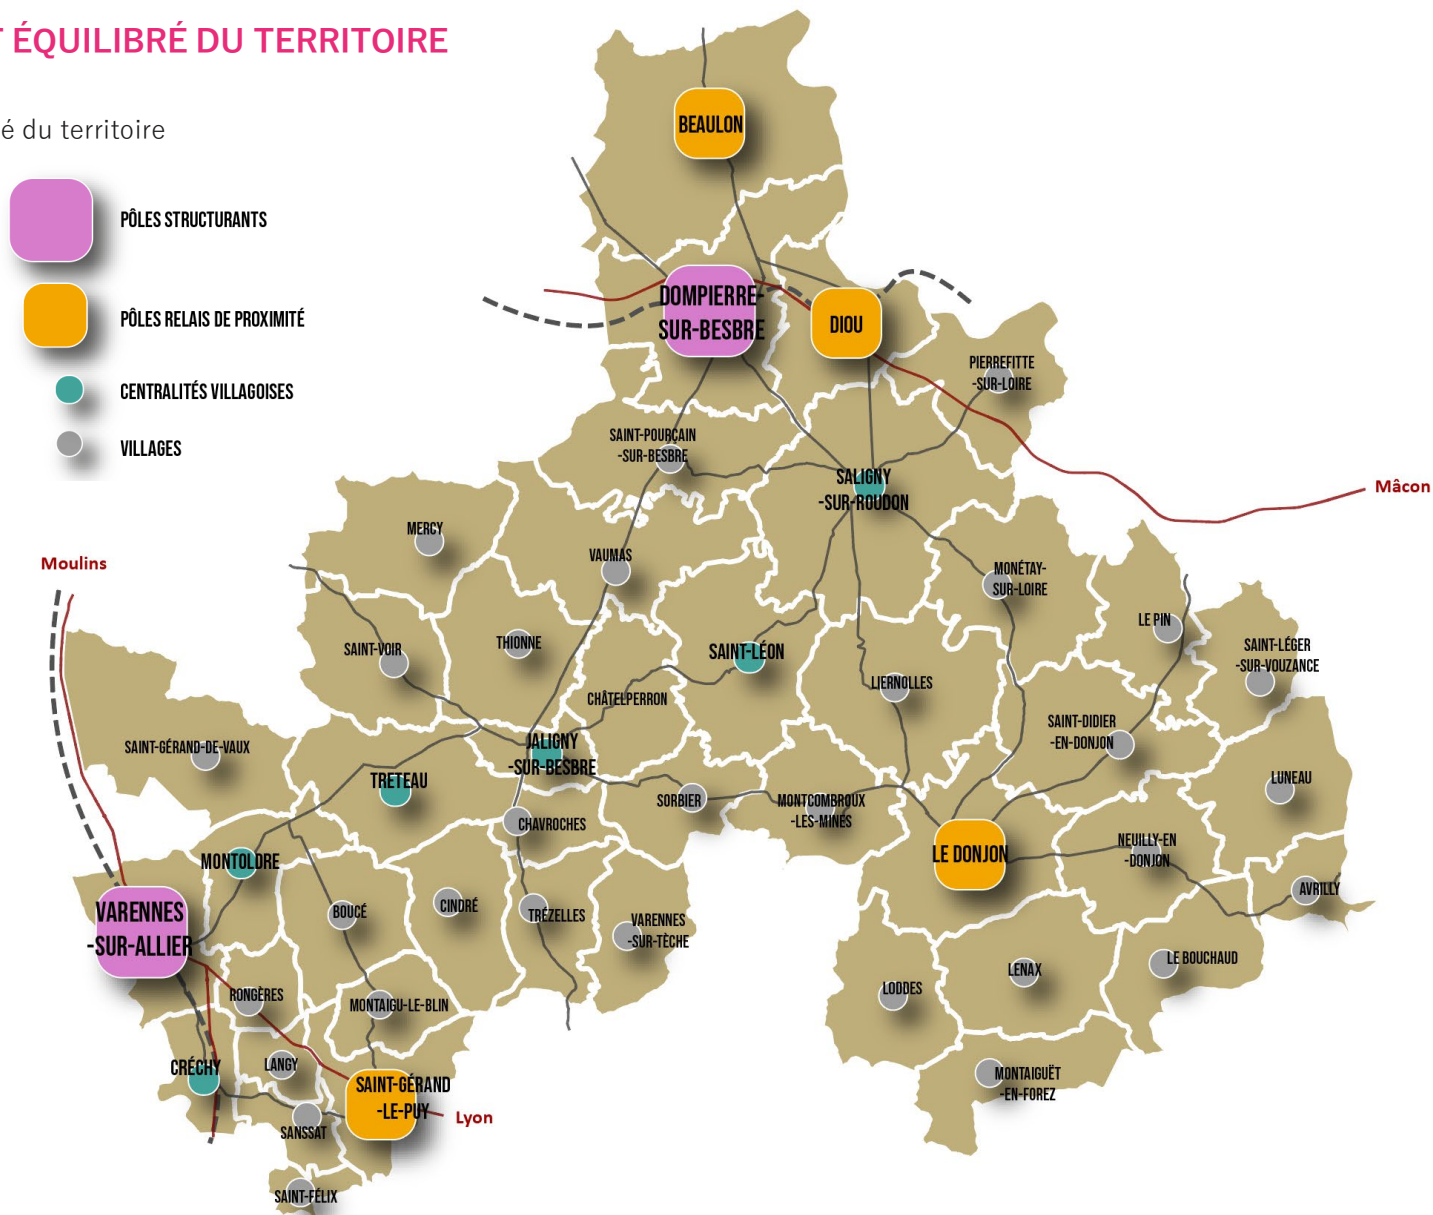 T ÉQUILIBRÉ DU TERRITOIRE
é du territoire
PÔLES STRUCTURANTS
PÔLES RELAIS DE PROXIMITÉ
CENTRALITÉS VILLAGOISES
VILLAGES
BEAULON
DOMPIERRE-
SUR-BESBRE
DIOU
PIERREFITTE
-SUR-LOIRE
SAINT-POURÇAIN
-SUR-BESBRE
SALIGNY
-SUR-ROUDON
Mâcon
MERCY
VAUMAS
Moulins
MONÉTAY-
SUR-LOIRE
LE PIN
SAINT-VOIR
THIONNE
SAINT-LÉON
SAINT-LÉGER
-SUR-VOUZANCE
LIERNOLLES
CHÂTELPERRON
SAINT-DIDIER
-EN-DONJON
SAINT-GÉRAND-DE-VAUX
JALIGNY
-SUR-BESBRE
TRETEAU
LUNEAU
SORBIER
MONTCOMBROUX
-LES-MINES
CHAVROCHES
NEUILLY-EN
-DONJON
LE DONJON
MONTOLDRE
AVRILLY
VARENNES
-SUR-ALLIER
BOUCÉ
CINDRÉ
TRÉZELLES
VARENNES
-SUR-TÈCHE
LE BOUCHAUD
LENAX
LODDES
RONGÈRES
MONTAIGU-LE-BLIN
CRÉCHY
LANGY
MONTAIGUËT
-EN-FOREZ
SAINT-GÉRAND
-LE-PUY
Lyon
SANSSAT
SAINT-FÉLIX